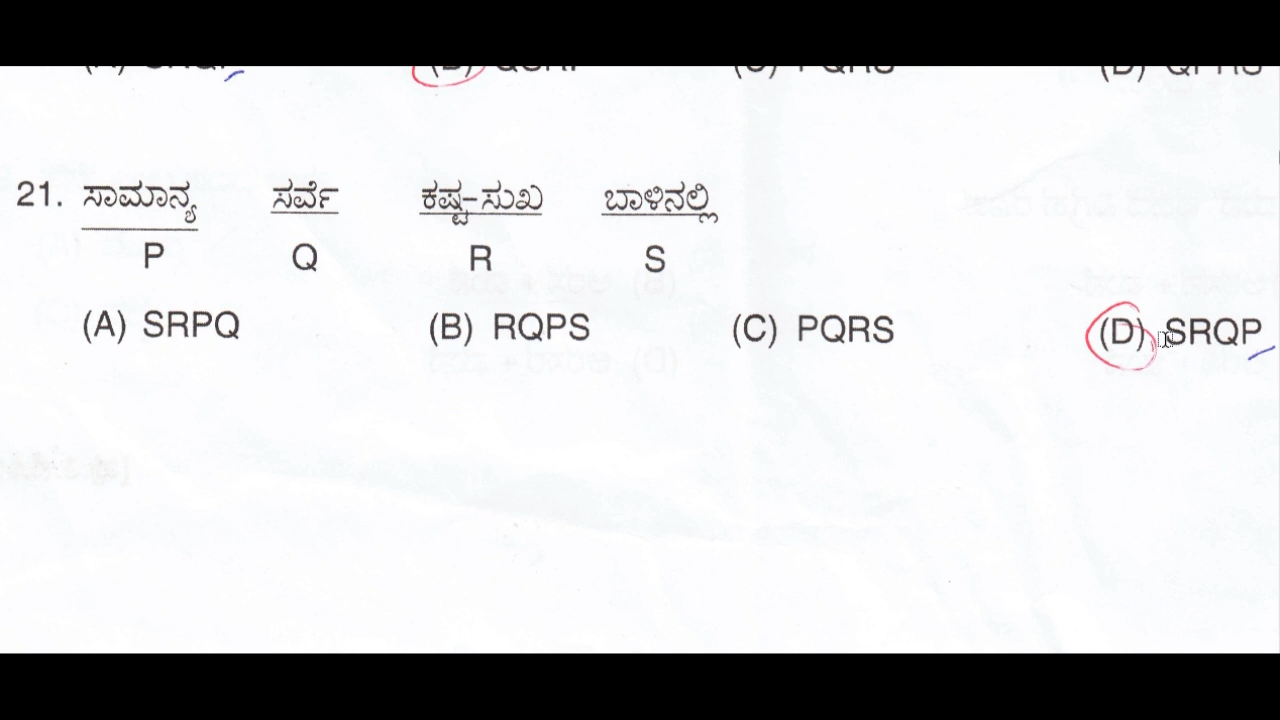 21. ಸಾಮಾನ್ಯ ಸರ್ವೆ ಕಷ್ಟ-ಸುಖ ಬಾಳಿನಲ್ಲಿ
P Q R S
(A) SRPQ (B) RQPS (C) PQRS (D) SRQP